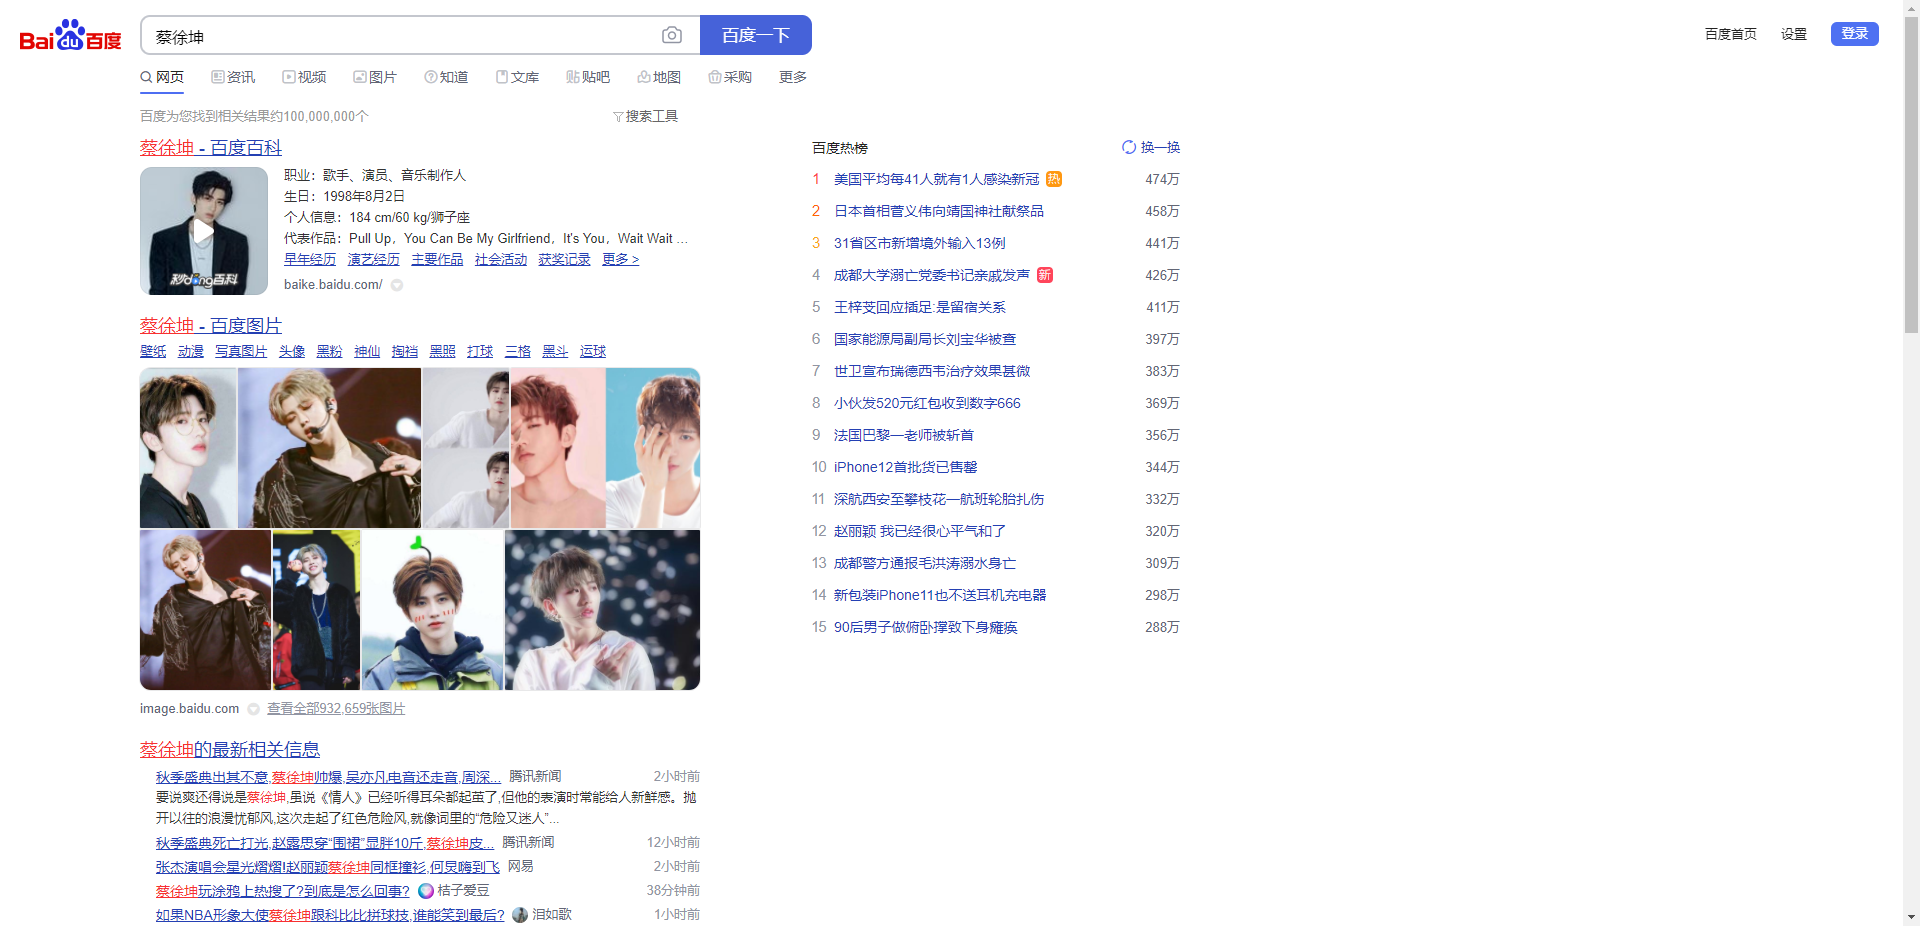 Bai du 百度
蔡徐坤
百度一下
百度首页 设置 登录
网页 资讯 视频 图片 知道 文库 贴吧 地图 采购 更多
百度为您找到相关结果约100,000,000个
搜索工具
蔡徐坤 - 百度百科
职业：歌手、演员、音乐制作人
生日：1998年8月2日
个人信息：184 cm/60 kg/狮子座
代表作品：Pull Up，You Can Be My Girlfriend，It's You，Wait Wait ...
早年经历 演艺经历 主要作品 社会活动 获奖记录 更多 >
秒dǒng百科
baike.baidu.com/
蔡徐坤 - 百度图片
壁纸 动漫 写真图片 头像 黑粉 神仙 掏裆 黑照 打球 三格 黑斗 运球
image.baidu.com 查看全部932,659张图片
蔡徐坤的最新相关信息
秋季盛典出其不意,蔡徐坤帅爆,吴亦凡电音还走音,周深... 腾讯新闻 2小时前
要说爽还得说是蔡徐坤,虽说《情人》已经听得耳朵都起茧了,但他的表演时常能给人新鲜感。抛
开以往的浪漫忧郁风,这次走起了红色危险风,就像词里的“危险又迷人”...
秋季盛典死亡打光,赵露思穿“围裙”显胖10斤,蔡徐坤皮... 腾讯新闻 12小时前
张杰演唱会星光熠熠!赵丽颖蔡徐坤同框撞衫,何炅嗨到飞 网易 2小时前
蔡徐坤玩涂鸦上热搜了?到底是怎么回事? 桔子爱豆 38分钟前
如果NBA形象大使蔡徐坤跟科比比拼球技,谁能笑到最后? 泪如歌 1小时前
百度热榜 换一换
1 美国平均每41人就有1人感染新冠 热 474万
2 日本首相菅义伟向靖国神社献祭品 458万
3 31省区市新增境外输入13例 441万
4 成都大学溺亡党委书记亲戚发声 新 426万
5 王梓芠回应插足:是留宿关系 411万
6 国家能源局副局长刘宝华被查 397万
7 世卫宣布瑞德西韦治疗效果甚微 383万
8 小伙发520元红包收到数字666 369万
9 法国巴黎一老师被斩首 356万
10 iPhone12首批货已售罄 344万
11 深航西安至攀枝花一航班轮胎扎伤 332万
12 赵丽颖 我已经很心平气和了 320万
13 成都警方通报毛洪涛溺水身亡 309万
14 新包装iPhone11也不送耳机充电器 298万
15 90后男子做俯卧撑致下身瘫痪 288万